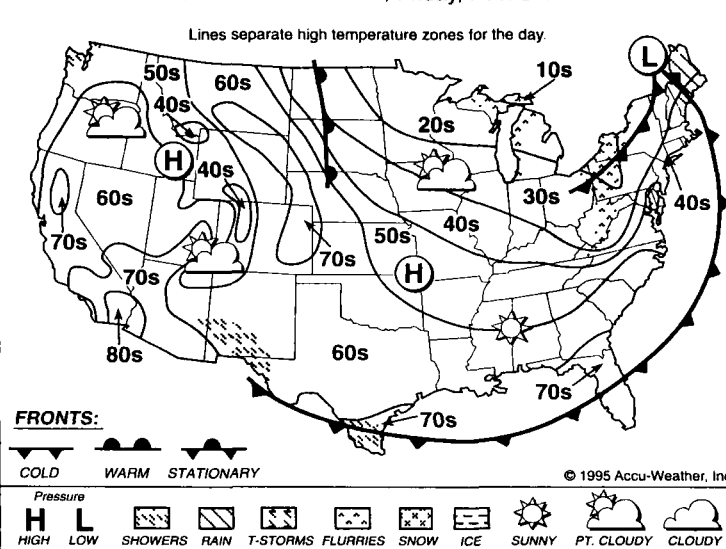 Lines separate high temperature zones for the day.
50s
60s
40s
10s
L
20s
H
40s
60s
30s
40s
40s
70s
50s
70s
70s
H
80s
60s
70s
70s
FRONTS:
COLD WARM STATIONARY
© 1995 Accu-Weather, Inc
Pressure
H L
HIGH LOW SHOWERS RAIN T-STORMS FLURRIES SNOW ICE SUNNY PT. CLOUDY CLOUDY